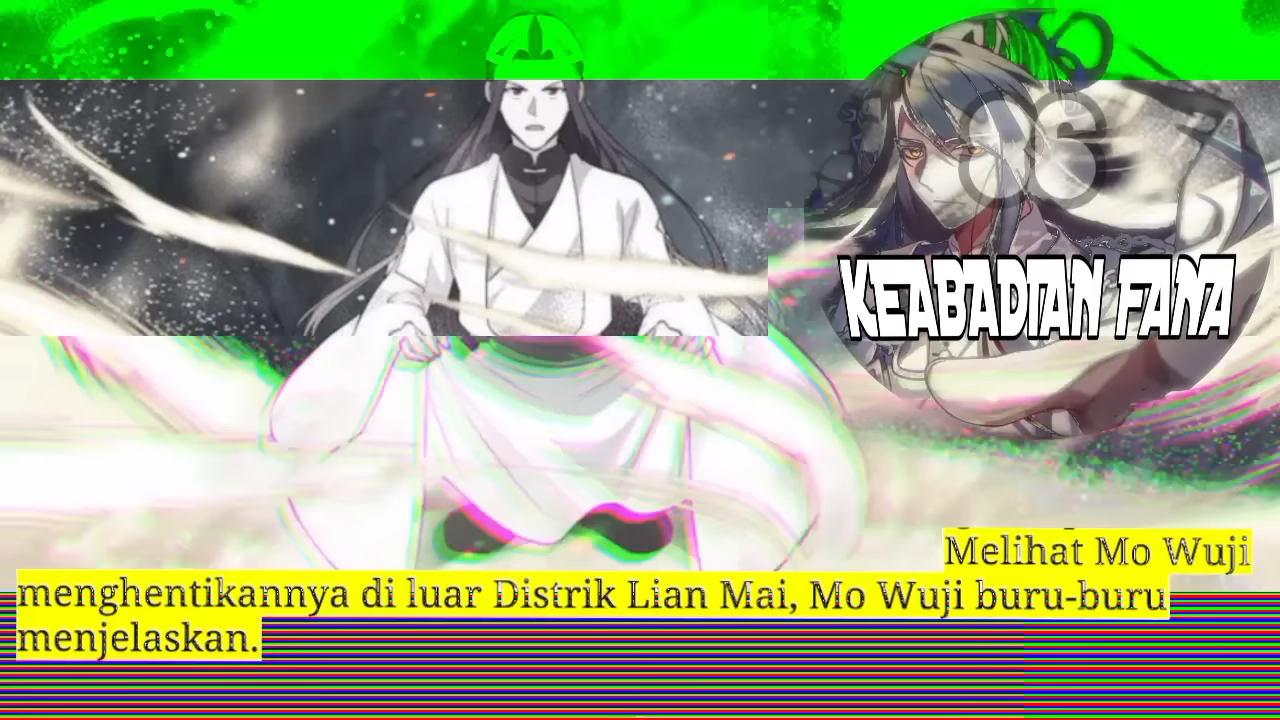 KEABADIAN FANA
Melihat Mo Wuji
menghentikannya di luar Distrik Lian Mai, Mo Wuji buru-buru
menjelaskan.